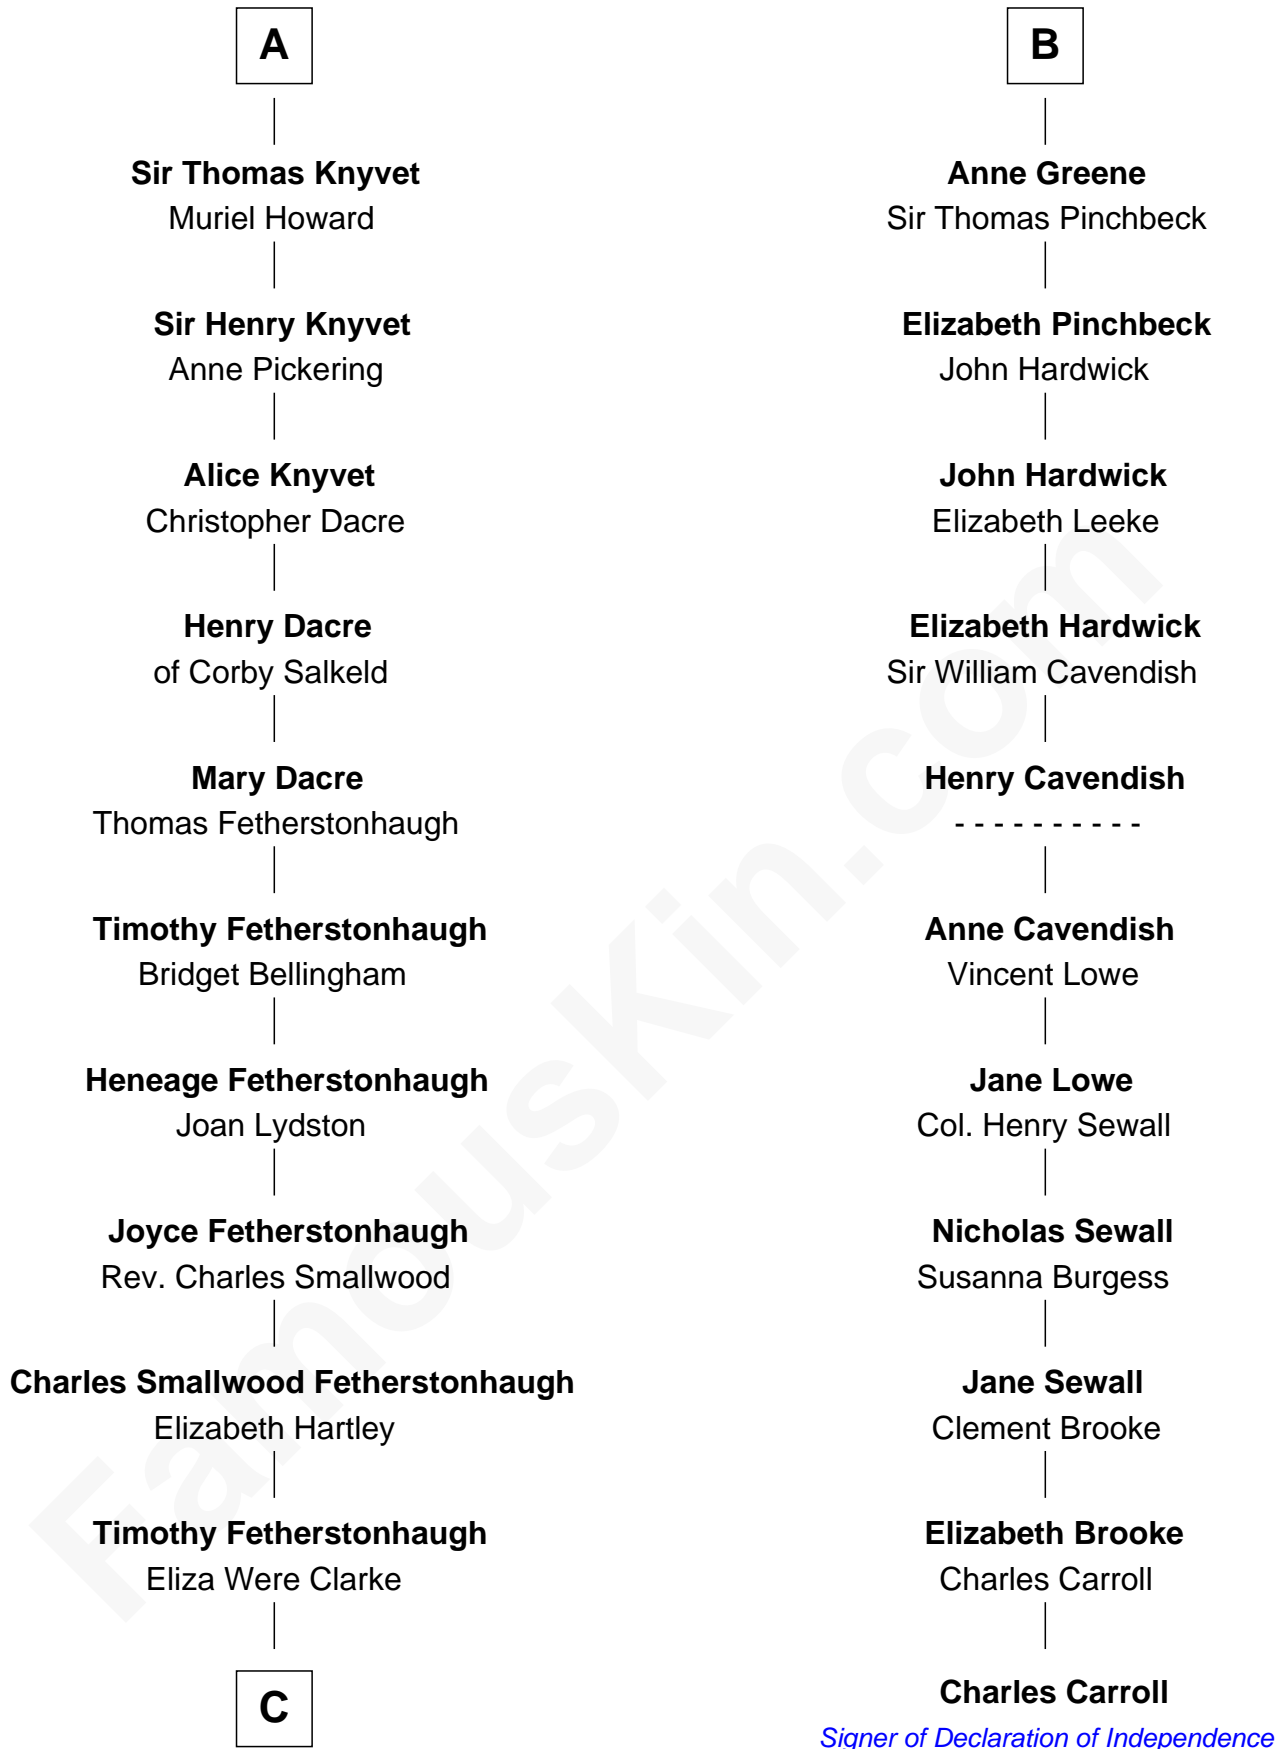 A
Sir Thomas Knyvet
Muriel Howard
Sir Henry Knyvet
Anne Pickering
Alice Knyvet
Christopher Dacre
Henry Dacre
of Corby Salkeld
Mary Dacre
Thomas Fetherstonhaugh
Timothy Fetherstonhaugh
Bridget Bellingham
Heneage Fetherstonhaugh
Joan Lydston
Joyce Fetherstonhaugh
Rev. Charles Smallwood
Charles Smallwood Fetherstonhaugh
Elizabeth Hartley
Timothy Fetherstonhaugh
Eliza Were Clarke
C
B
Anne Greene
Sir Thomas Pinchbeck
Elizabeth Pinchbeck
John Hardwick
John Hardwick
Elizabeth Leeke
Elizabeth Hardwick
Sir William Cavendish
Henry Cavendish
- - - - - - - - - -
Anne Cavendish
Vincent Lowe
Jane Lowe
Col. Henry Sewall
Nicholas Sewall
Susanna Burgess
Jane Sewall
Clement Brooke
Elizabeth Brooke
Charles Carroll
Charles Carroll
Signer of Declaration of Independence
FamousKin.com